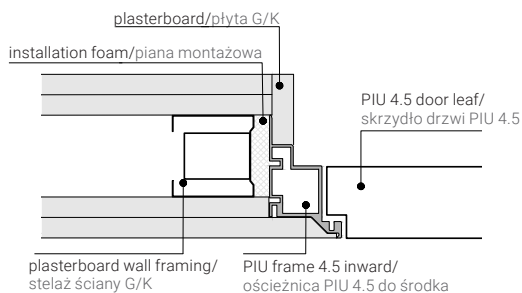 plasterboard/płyta G/K
installation foam/piana montażowa
PIU 4.5 door leaf/
skrzydło drzwi PIU 4.5
plasterboard wall framing/
stelaż ściany G/K
PIU frame 4.5 inward/
ościeżnica PIU 4.5 do środka